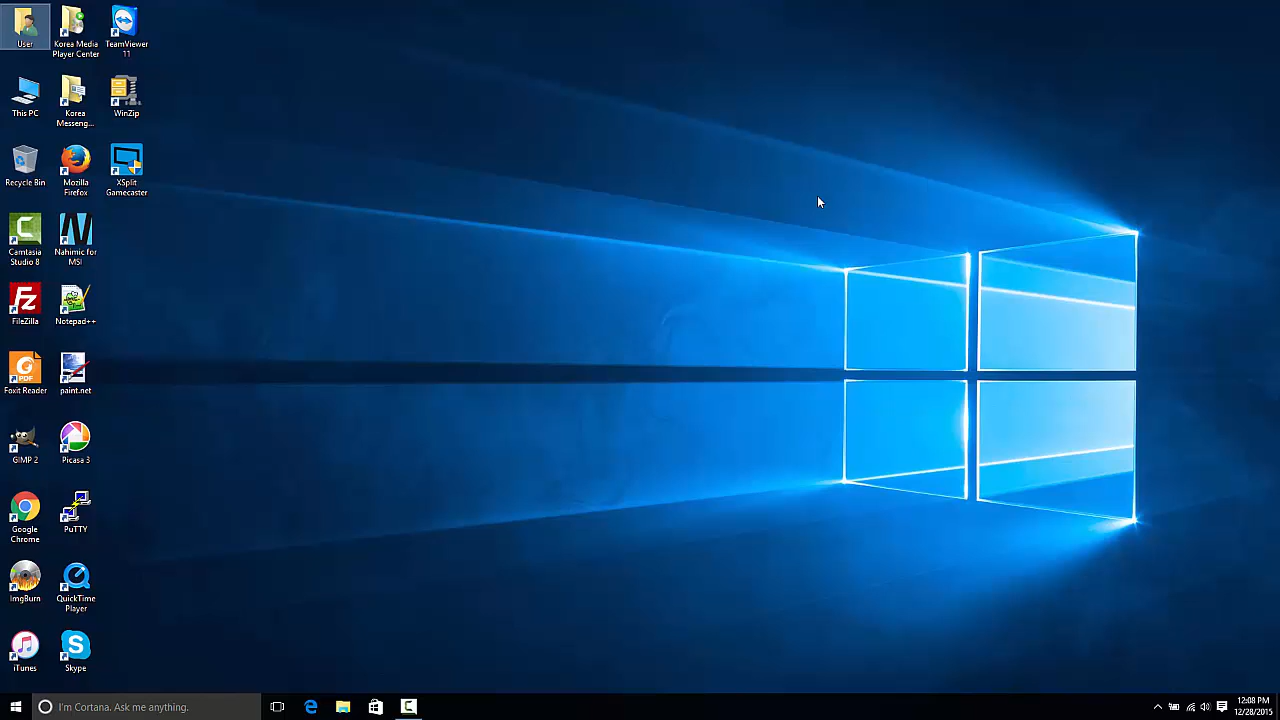 User
Korea Media
Player Center
TeamViewer
11
This PC
Korea
Messeng...
WinZip
Recycle Bin
Mozilla
Firefox
XSplit
Gamecaster
Camtasia
Studio 8
Nahimic for
MSI
FileZilla
Notepad++
PDF
Foxit Reader
paint.net
GIMP 2
Picasa 3
Google
Chrome
PuTTY
ImgBurn
QuickTime
Player
iTunes
Skype
I'm Cortana. Ask me anything.
12:08 PM
12/28/2015